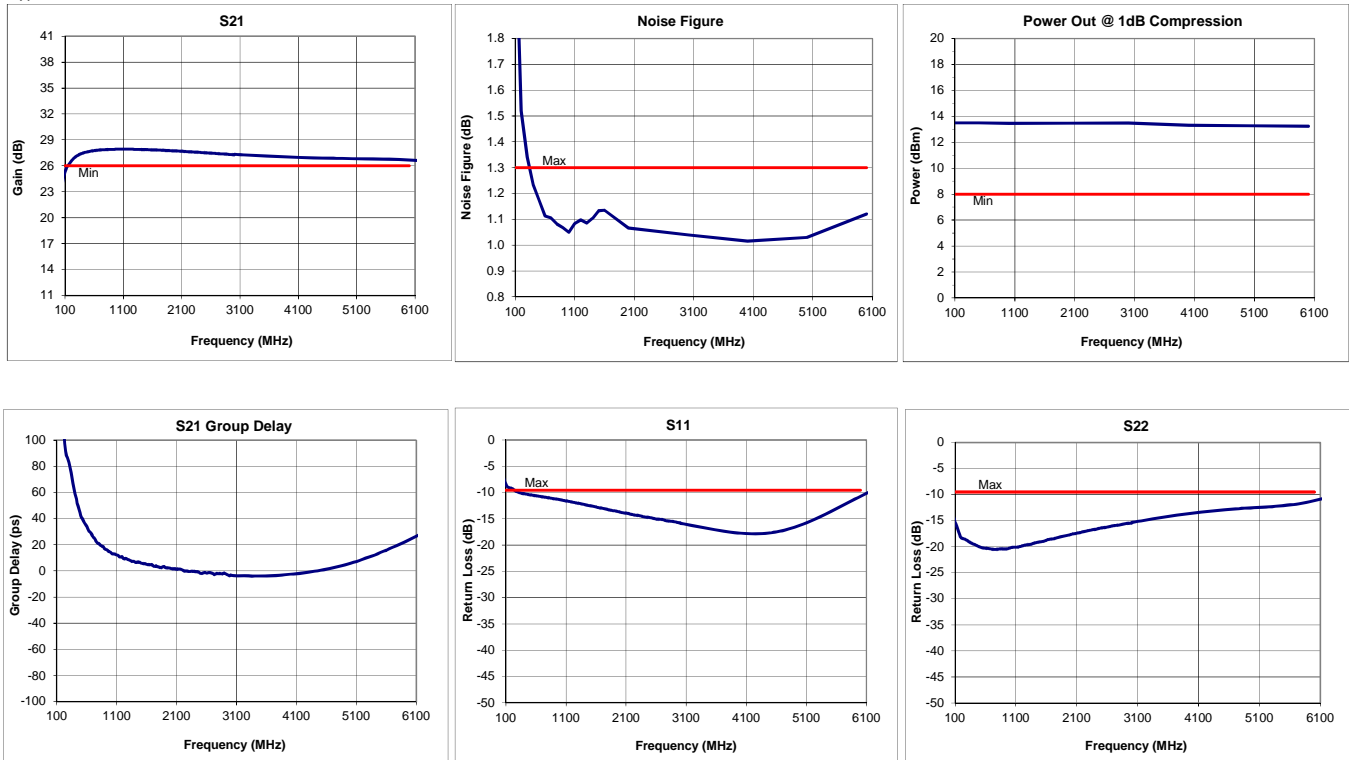 S21
41
38
35
32
29
26
23
20
17
14
11
Gain (dB)
Min
100 1100 2100 3100 4100 5100 6100
Frequency (MHz)
Noise Figure
1.8
1.7
1.6
1.5
1.4
1.3
1.2
1.1
1.0
0.9
0.8
Noise Figure (dB)
Max
100 1100 2100 3100 4100 5100 6100
Frequency (MHz)
Power Out @ 1dB Compression
20
18
16
14
12
10
8
6
4
2
0
Power (dBm)
Min
100 1100 2100 3100 4100 5100 6100
Frequency (MHz)
S21 Group Delay
100
80
60
40
20
0
-20
-40
-60
-80
-100
Group Delay (ps)
100 1100 2100 3100 4100 5100 6100
Frequency (MHz)
S11
0
-5
-10
-15
-20
-25
-30
-35
-40
-45
-50
Return Loss (dB)
Max
100 1100 2100 3100 4100 5100 6100
Frequency (MHz)
S22
0
-5
-10
-15
-20
-25
-30
-35
-40
-45
-50
Return Loss (dB)
Max
100 1100 2100 3100 4100 5100 6100
Frequency (MHz)